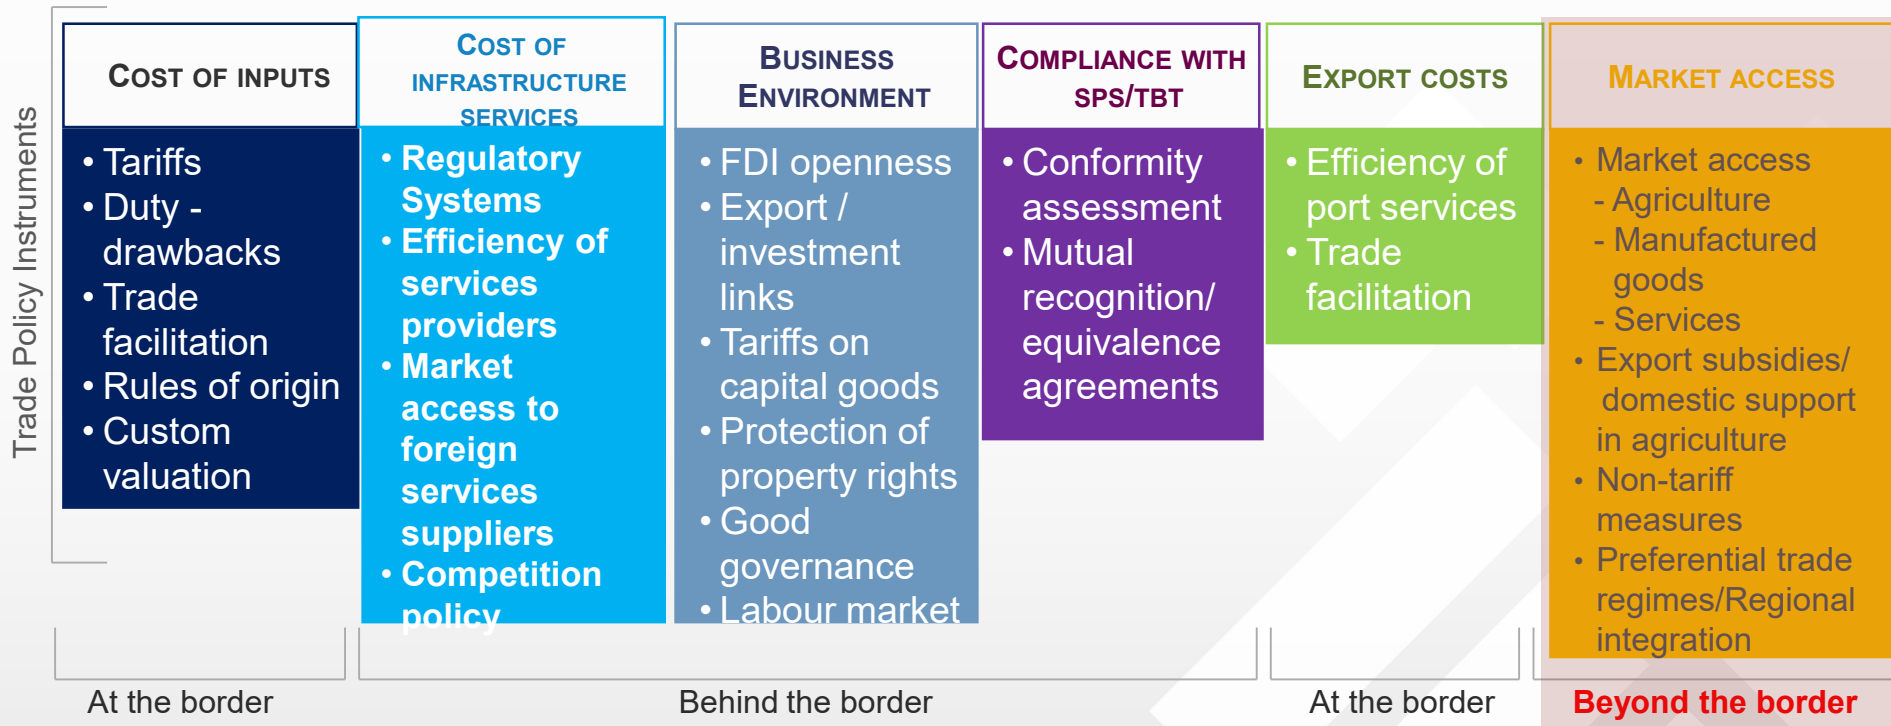 Trade Policy Instruments
COST OF INPUTS
• Tariffs
• Duty -
drawbacks
• Trade
facilitation
• Rules of origin
• Custom
valuation
COST OF
INFRASTRUCTURE
SERVICES
• Regulatory
Systems
• Efficiency of
services
providers
• Market
access to
foreign
services
suppliers
• Competition
policy
BUSINESS
ENVIRONMENT
• FDI openness
• Export /
investment
links
• Tariffs on
capital goods
• Protection of
property rights
• Good
governance
• Labour market
COMPLIANCE WITH
SPS/TBT
• Conformity
assessment
• Mutual
recognition/
equivalence
agreements
EXPORT COSTS
• Efficiency of
port services
• Trade
facilitation
MARKET ACCESS
• Market access
- Agriculture
- Manufactured
goods
- Services
• Export subsidies/
domestic support
in agriculture
• Non-tariff
measures
• Preferential trade
regimes/Regional
integration
At the border
Behind the border
At the border
Beyond the border